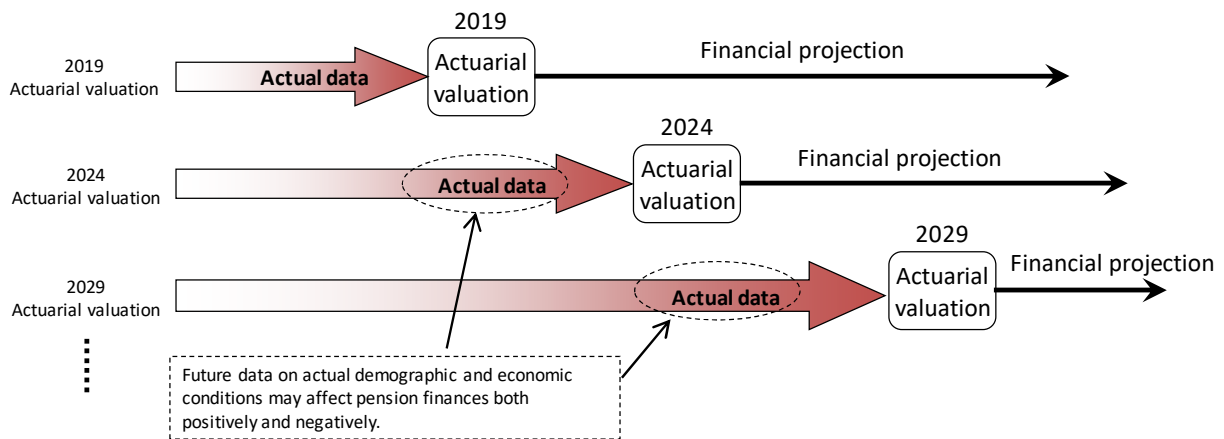 2019
Actuarial valuation
Actual data
2019
Actuarial
valuation
Financial projection
2024
Actuarial valuation
Actual data
2024
Actuarial
valuation
Financial projection
2029
Actuarial valuation
Actual data
2029
Actuarial
valuation
Financial projection
Future data on actual demographic and economic
conditions may affect pension finances both
positively and negatively.